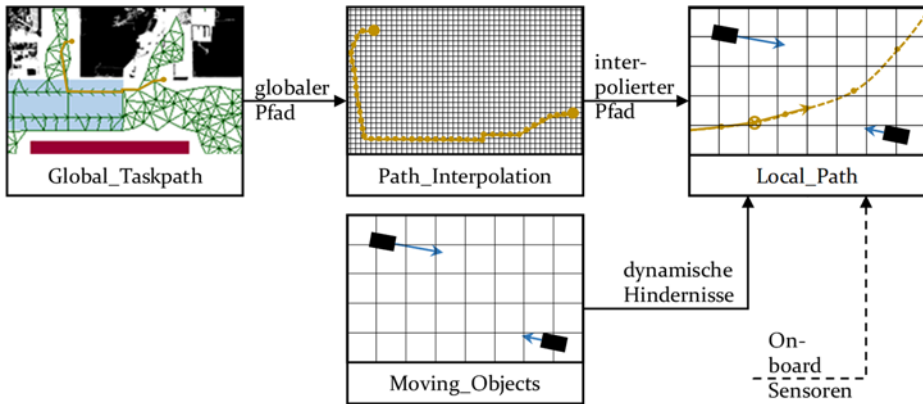 globaler
Pfad
inter-
polierter
Pfad
Global_Taskpath
Path_Interpolation
Local_Path
dynamische
Hindernisse
Moving_Objects
On-
board
Sensoren